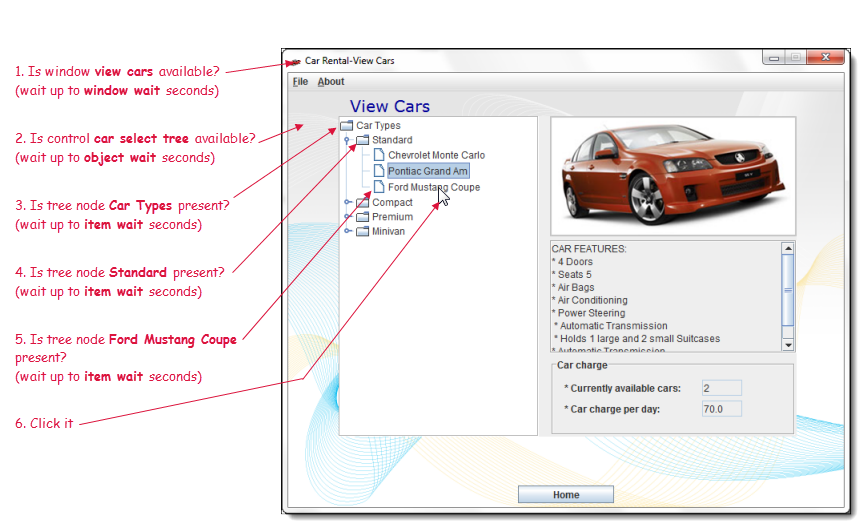 1. Is window view cars available?
(wait up to window wait seconds)
2. Is control car select tree available?
(wait up to object wait seconds)
3. Is tree node Car Types present?
(wait up to item wait seconds)
4. Is tree node Standard present?
(wait up to item wait seconds)
5. Is tree node Ford Mustang Coupe
present?
(wait up to item wait seconds)
6. Click it
Car Rental-View Cars
File About
View Cars
Car Types
Standard
Chevrolet Monte Carlo
Pontiac Grand Am
Ford Mustang Coupe
Compact
Premium
Minivan
CAR FEATURES:
* 4 Doors
* Seats 5
* Air Bags
* Air Conditioning
* Power Steering
* Automatic Transmission
* Holds 1 large and 2 small Suitcases
* Automatic Transmission
Car charge
* Currently available cars: 2
* Car charge per day: 70.0
Home